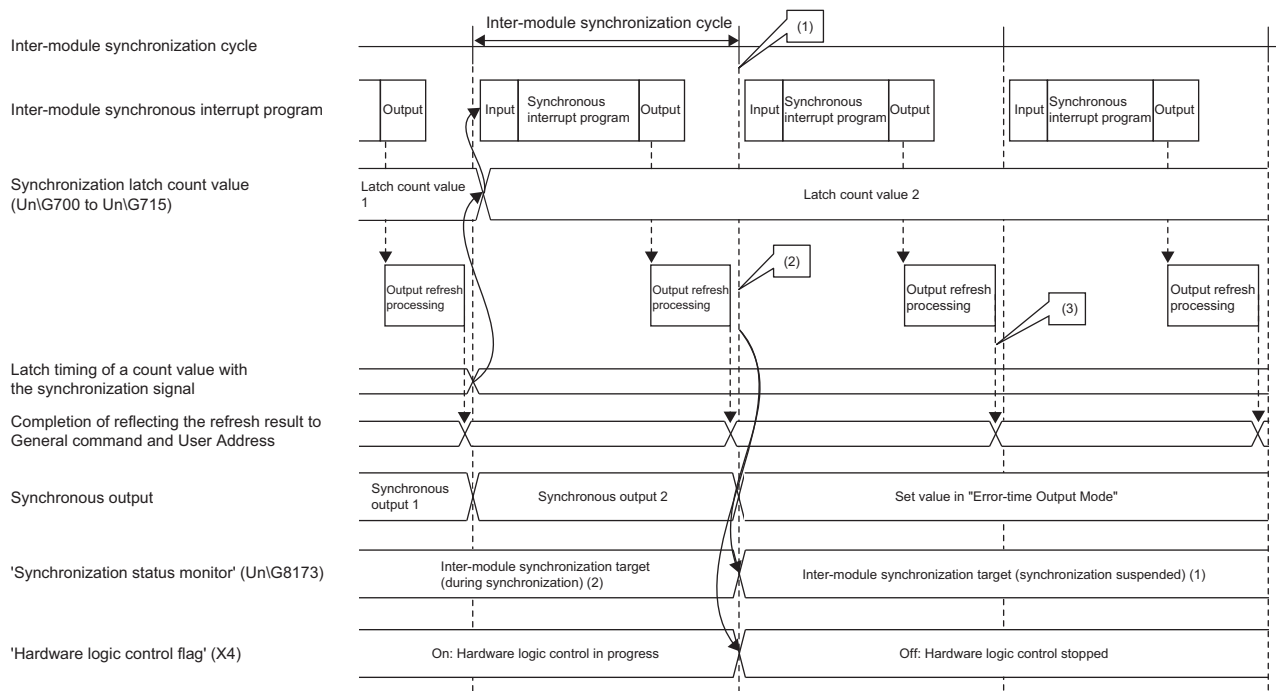 Inter-module synchronization cycle
(1)
Inter-module synchronization cycle
Inter-module synchronous interrupt program
Output
Input
Synchronous
interrupt program
Output
Input
Synchronous
interrupt program
Output
Input
Synchronous
interrupt program
Output
Synchronization latch count value
(Un\G700 to Un\G715)
Latch count value
1
Latch count value 2
Output refresh
processing
Output refresh
processing
(2)
Output refresh
processing
(3)
Output refresh
processing
Latch timing of a count value with
the synchronization signal
Completion of reflecting the refresh result to
General command and User Address
Synchronous output
Synchronous
output 1
Synchronous output 2
Set value in "Error-time Output Mode"
'Synchronization status monitor' (Un\G8173)
Inter-module synchronization target
(during synchronization) (2)
Inter-module synchronization target (synchronization suspended) (1)
'Hardware logic control flag' (X4)
On: Hardware logic control in progress
Off: Hardware logic control stopped